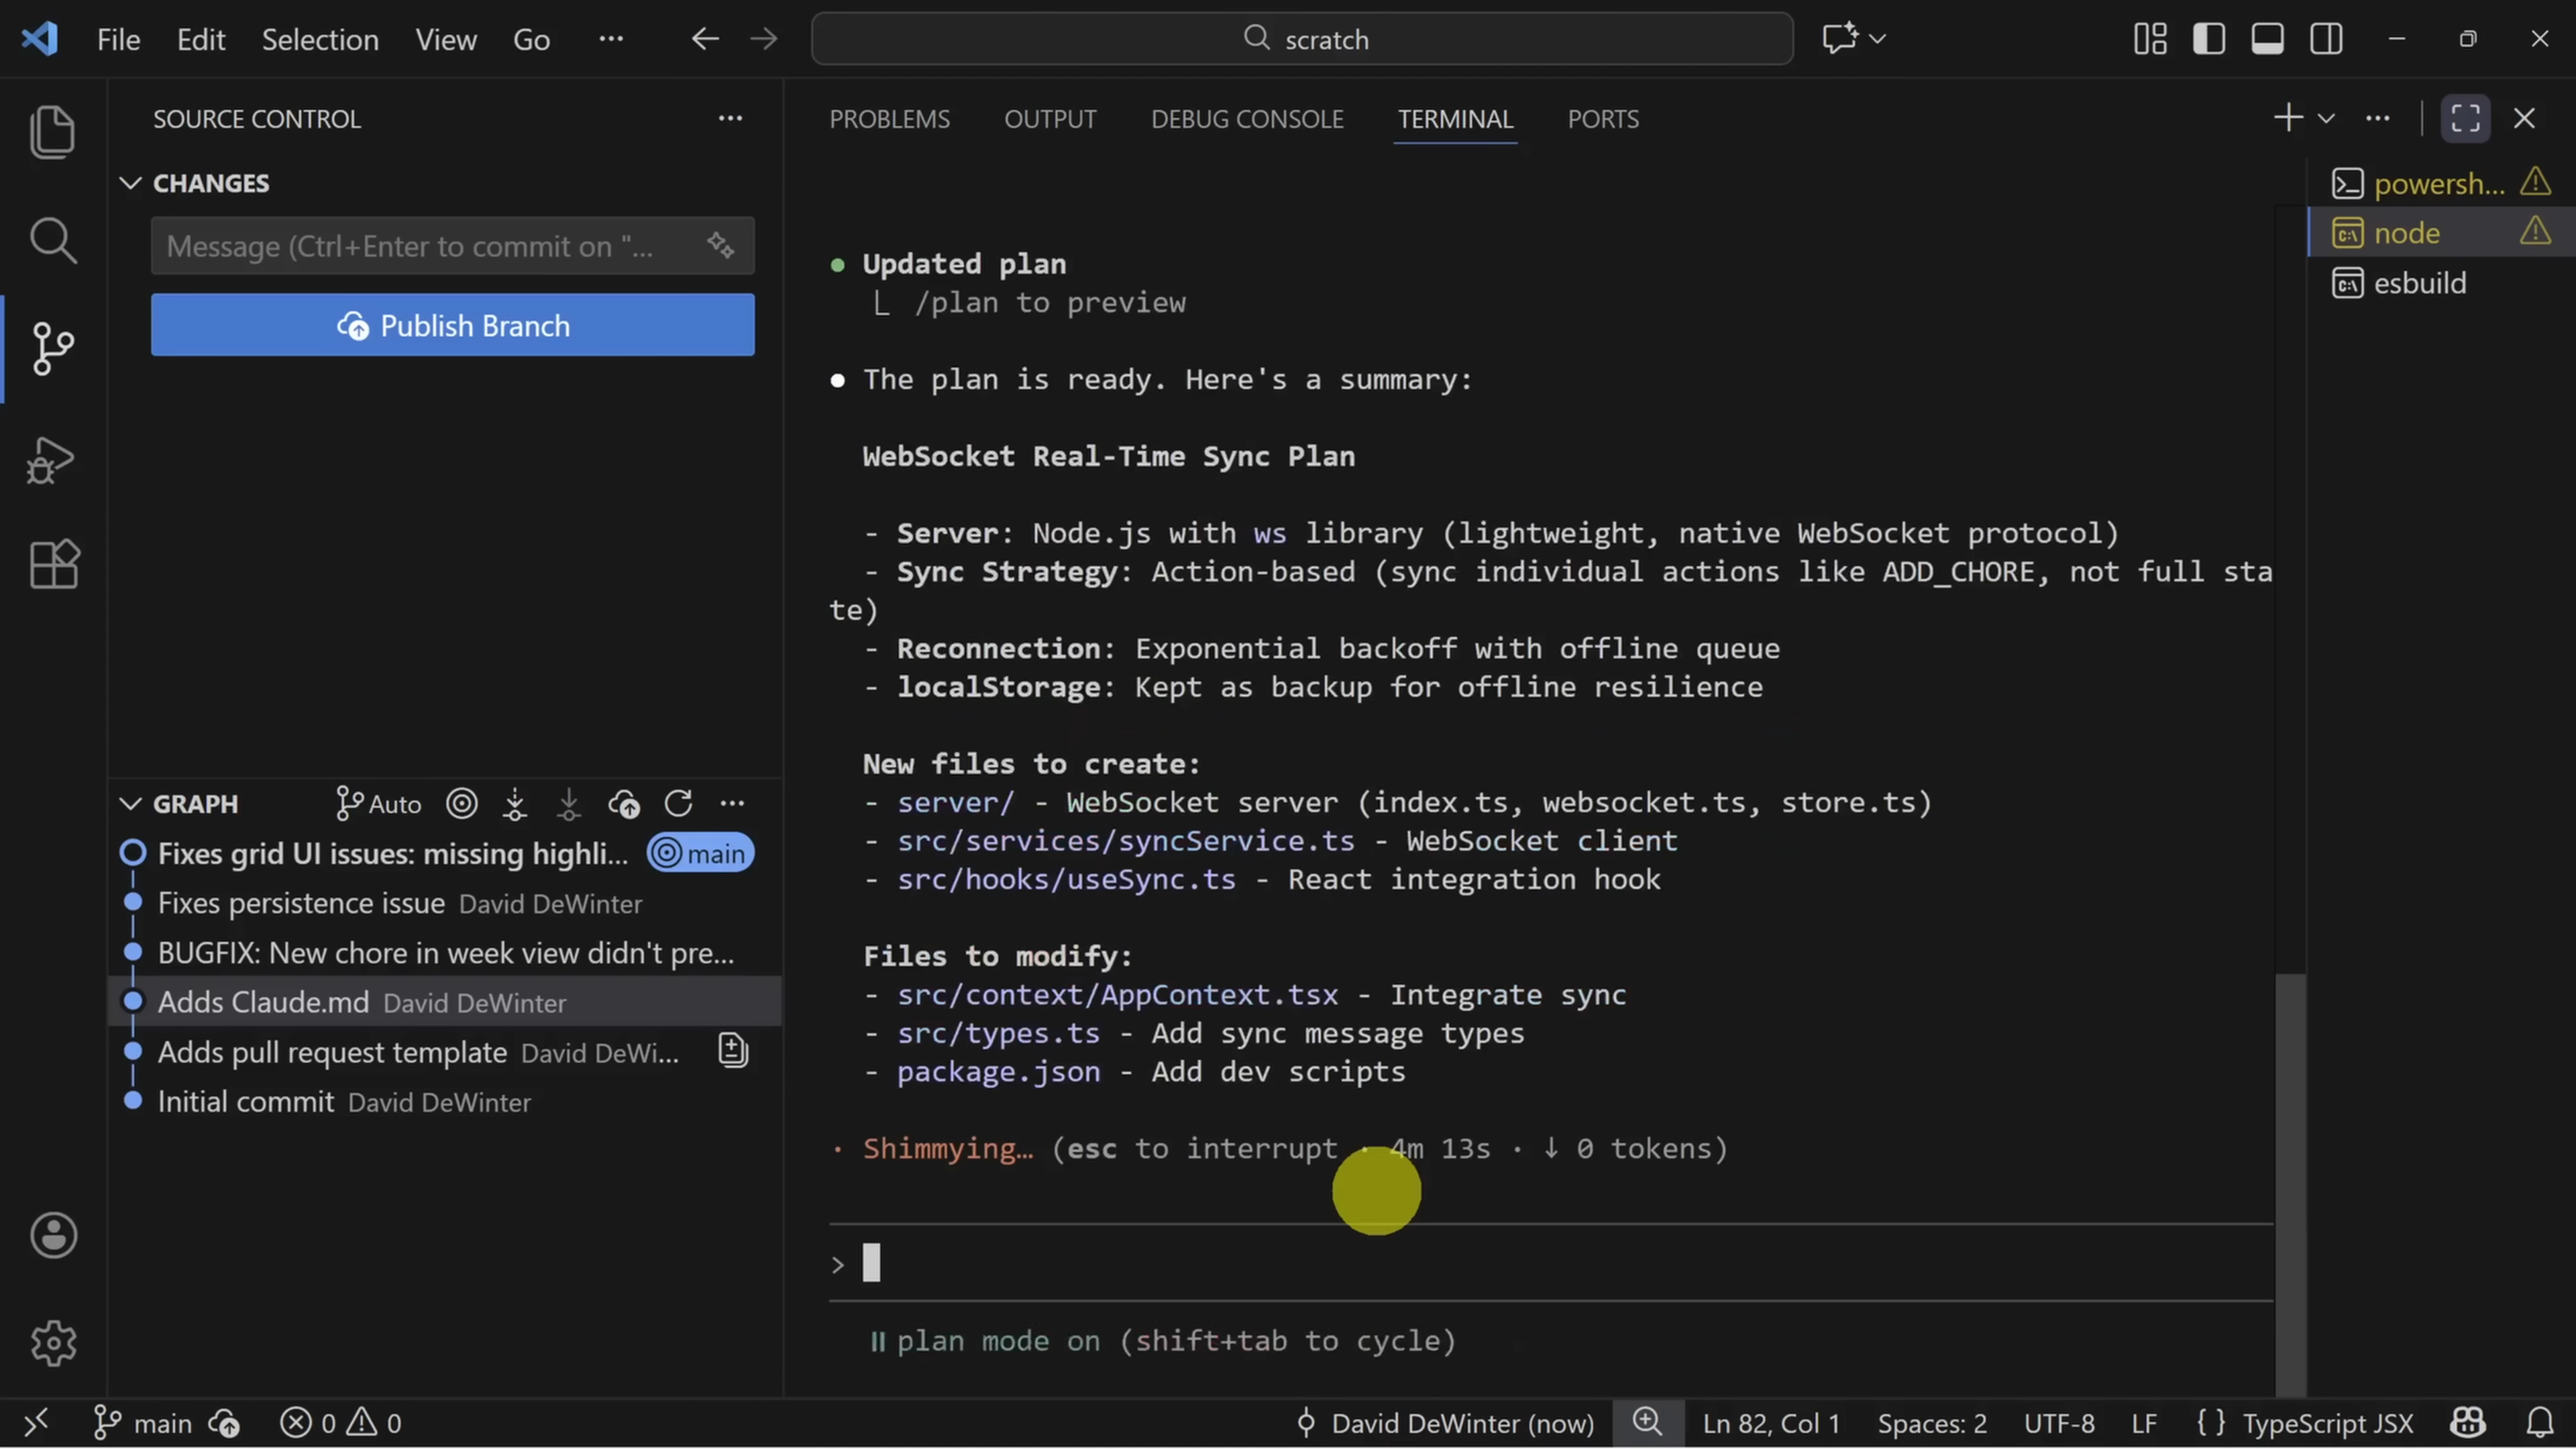 File Edit Selection View Go ··· scratch
SOURCE CONTROL ···
CHANGES
Message (Ctrl+Enter to commit on "...
Publish Branch
GRAPH Auto ···
Fixes grid UI issues: missing highli... main
Fixes persistence issue David DeWinter
BUGFIX: New chore in week view didn't pre...
Adds Claude.md David DeWinter
Adds pull request template David DeWi...
Initial commit David DeWinter
PROBLEMS OUTPUT DEBUG CONSOLE TERMINAL PORTS
● Updated plan
⎿ /plan to preview
● The plan is ready. Here's a summary:
WebSocket Real-Time Sync Plan
- Server: Node.js with ws library (lightweight, native WebSocket protocol)
- Sync Strategy: Action-based (sync individual actions like ADD_CHORE, not full sta
te)
- Reconnection: Exponential backoff with offline queue
- localStorage: Kept as backup for offline resilience
New files to create:
- server/ - WebSocket server (index.ts, websocket.ts, store.ts)
- src/services/syncService.ts - WebSocket client
- src/hooks/useSync.ts - React integration hook
Files to modify:
- src/context/AppContext.tsx - Integrate sync
- src/types.ts - Add sync message types
- package.json - Add dev scripts
· Shimmying… (esc to interrupt · 4m 13s · ↓ 0 tokens)
>
⏸ plan mode on (shift+tab to cycle)
powersh...
node
esbuild
main 0 0 David DeWinter (now) Ln 82, Col 1 Spaces: 2 UTF-8 LF {} TypeScript JSX